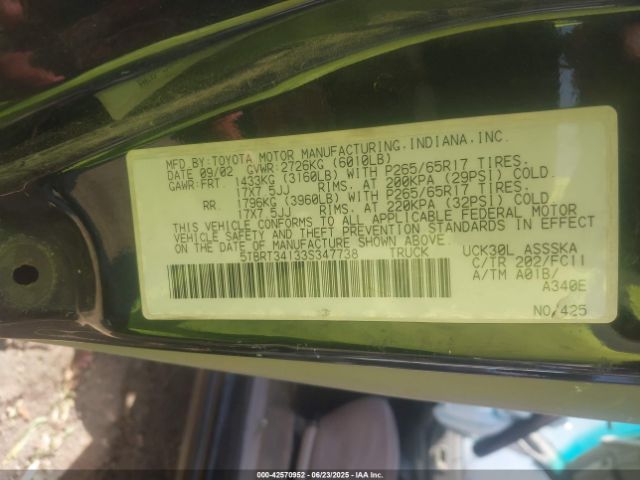 MFD.BY:TOYOTA MOTOR MANUFACTURING,INDIANA,INC.
DATE 09/02 GVWR:2726KG (6010LB)
GAWR:FRT. 1433KG (3160LB) WITH P265/65R17 TIRES.
17X7.5JJ RIMS. AT 200KPA (29PSI) COLD.
RR. 1796KG (3960LB) WITH P265/65R17 TIRES.
17X7.5JJ RIMS. AT 220KPA (32PSI) COLD.
THIS VEHICLE CONFORMS TO ALL APPLICABLE FEDERAL MOTOR
VEHICLE SAFETY AND THEFT PREVENTION STANDARDS IN EFFECT
ON THE DATE OF MANUFACTURE SHOWN ABOVE.
5TBRT34133S347738 TRUCK UCK30L ASSSKA
C/TR 202/FC11
A/TM A01B/
A340E
NO.425
000-42570952 - 06/23/2025 - IAAI.COM